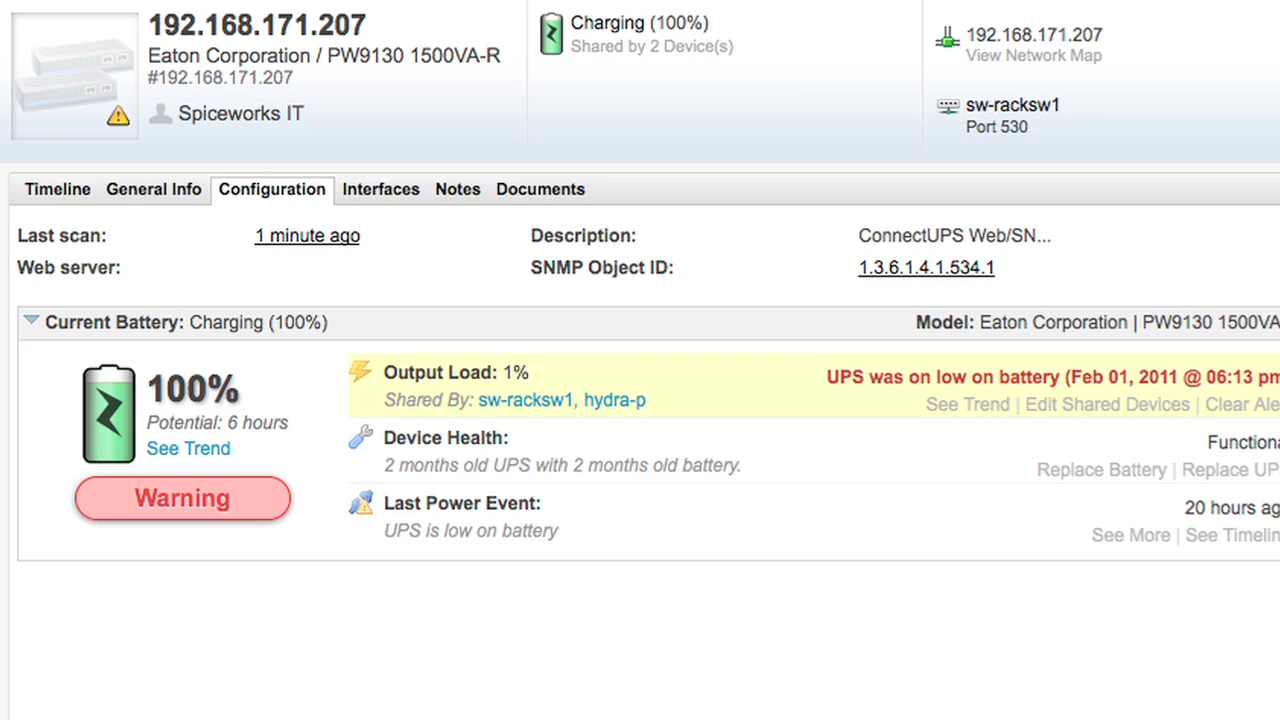 192.168.171.207
Eaton Corporation / PW9130 1500VA-R
#192.168.171.207
Spiceworks IT
Charging (100%)
Shared by 2 Device(s)
192.168.171.207
View Network Map
sw-racksw1
Port 530
Timeline General Info Configuration Interfaces Notes Documents
Last scan: 1 minute ago Description: ConnectUPS Web/SN...
Web server: SNMP Object ID: 1.3.6.1.4.1.534.1
Current Battery: Charging (100%) Model: Eaton Corporation | PW9130 1500VA
100%
Potential: 6 hours
See Trend
Warning
Output Load: 1% UPS was on low on battery (Feb 01, 2011 @ 06:13 pm
Shared By: sw-racksw1, hydra-p See Trend | Edit Shared Devices | Clear Ale
Device Health: Functiona
2 months old UPS with 2 months old battery. Replace Battery | Replace UP
Last Power Event: 20 hours ag
UPS is low on battery See More | See Timelin